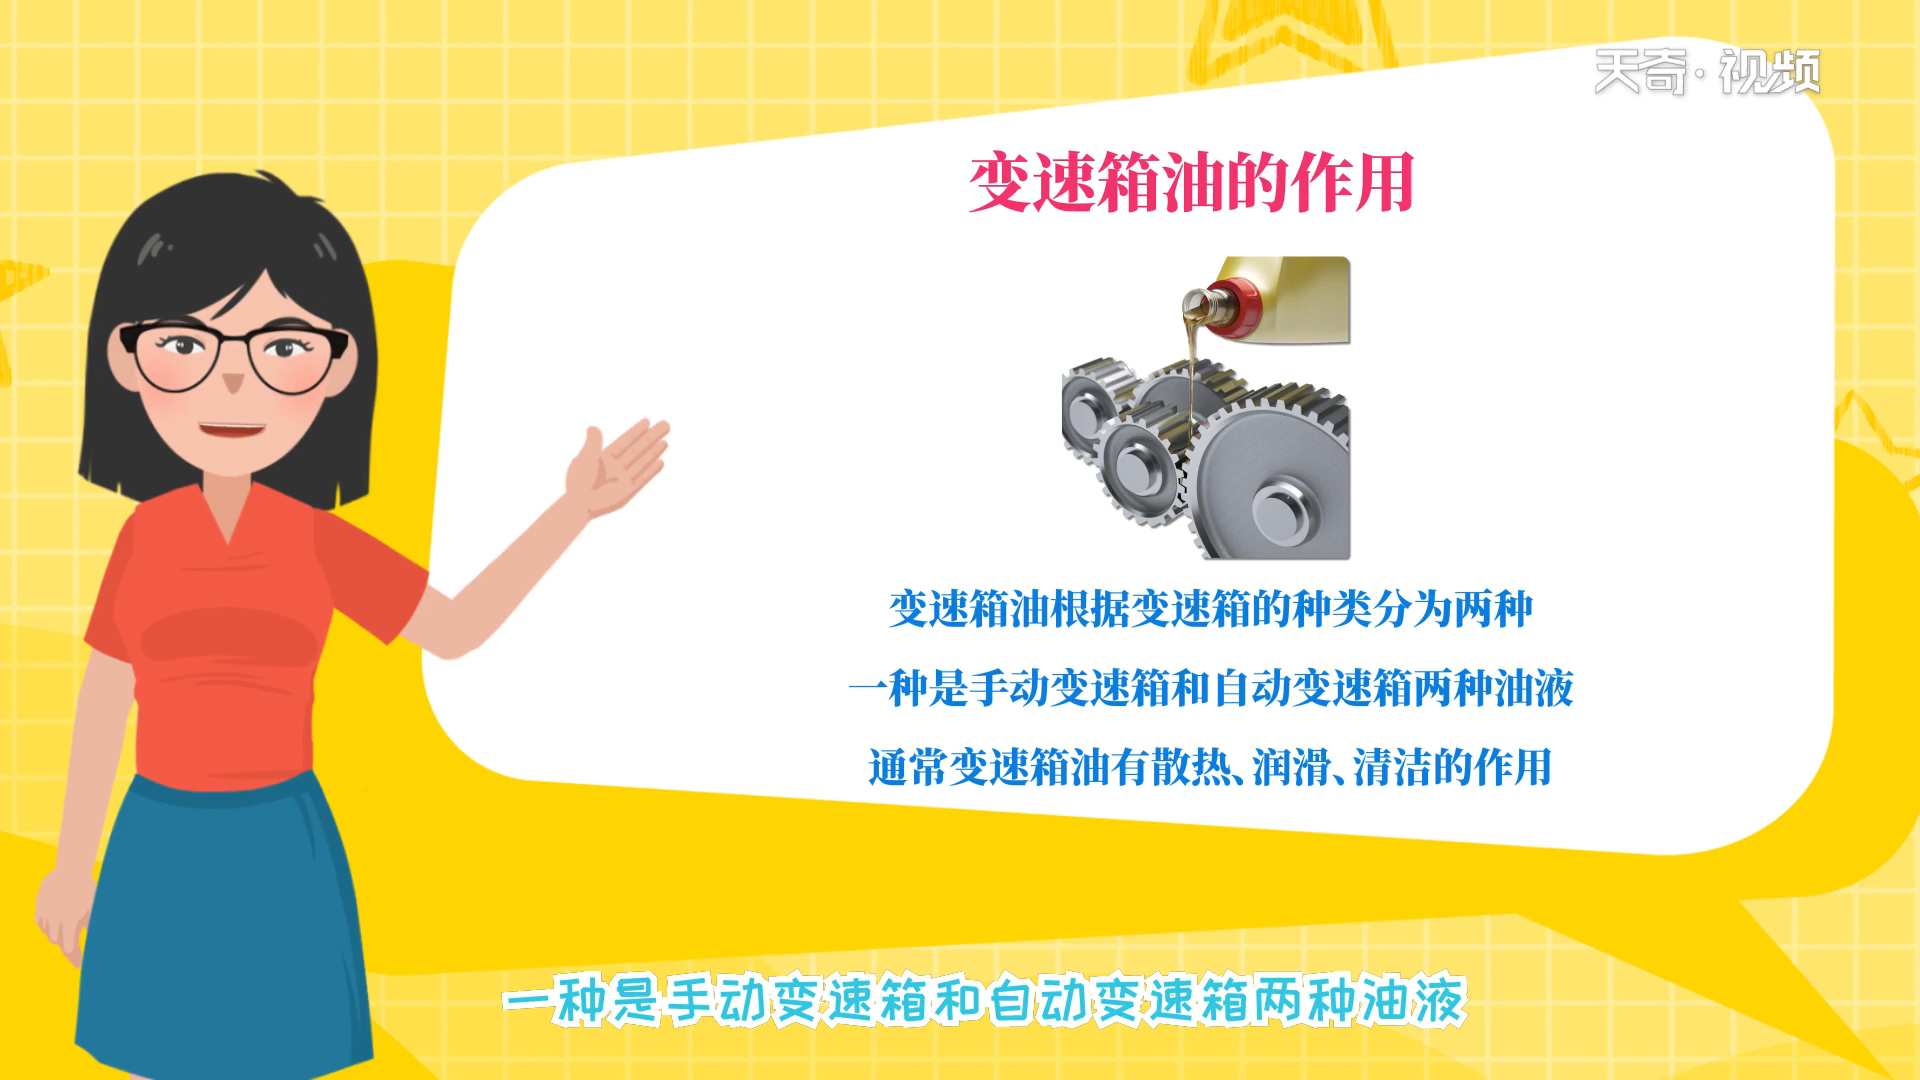 天奇·视频
变速箱油的作用
变速箱油根据变速箱的种类分为两种
一种是手动变速箱和自动变速箱两种油液
通常变速箱油有散热、润滑、清洁的作用
一种是手动变速箱和自动变速箱两种油液